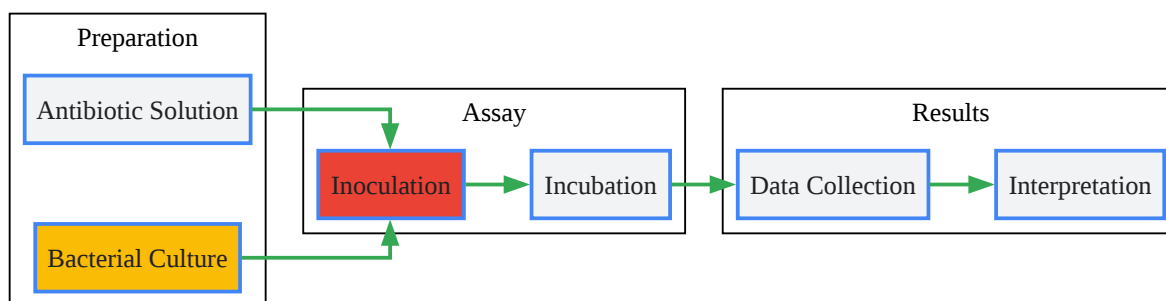 Preparation
Antibiotic Solution
Bacterial Culture
Assay
Inoculation
Incubation
Results
Data Collection
Interpretation